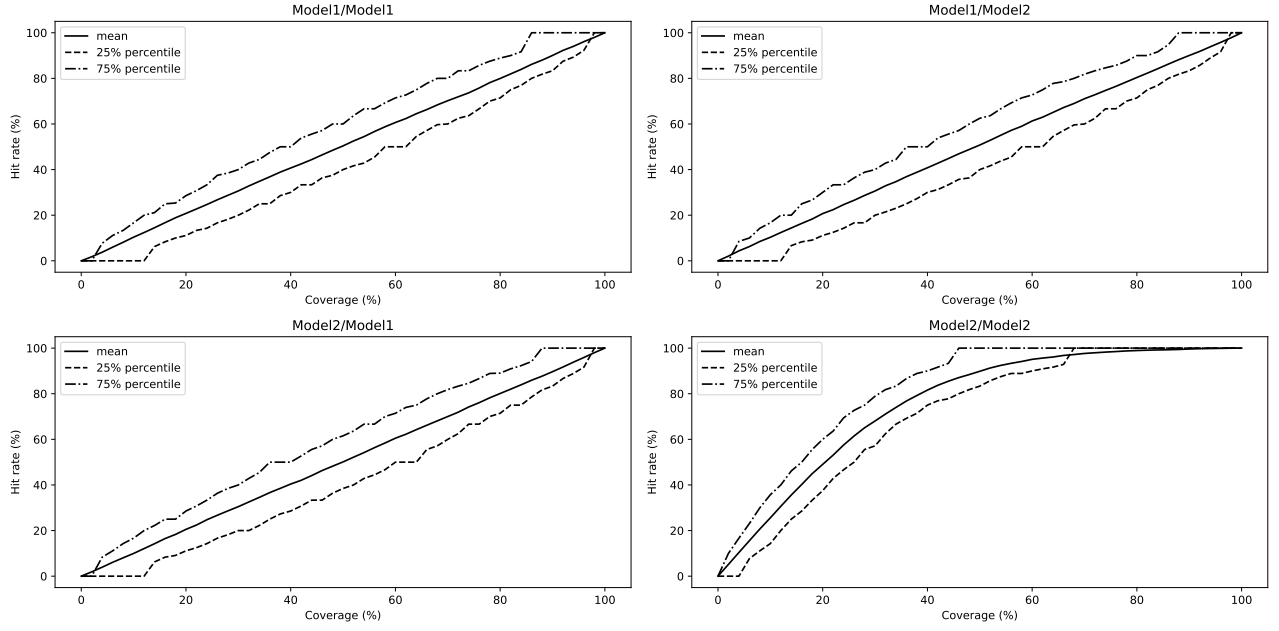 Model1/Model1
mean
25% percentile
75% percentile
Hit rate (%)
100
80
60
40
20
0
0 20 40 60 80 100
Coverage (%)
Model1/Model2
mean
25% percentile
75% percentile
Hit rate (%)
100
80
60
40
20
0
0 20 40 60 80 100
Coverage (%)
Model2/Model1
mean
25% percentile
75% percentile
Hit rate (%)
100
80
60
40
20
0
0 20 40 60 80 100
Coverage (%)
Model2/Model2
mean
25% percentile
75% percentile
Hit rate (%)
100
80
60
40
20
0
0 20 40 60 80 100
Coverage (%)